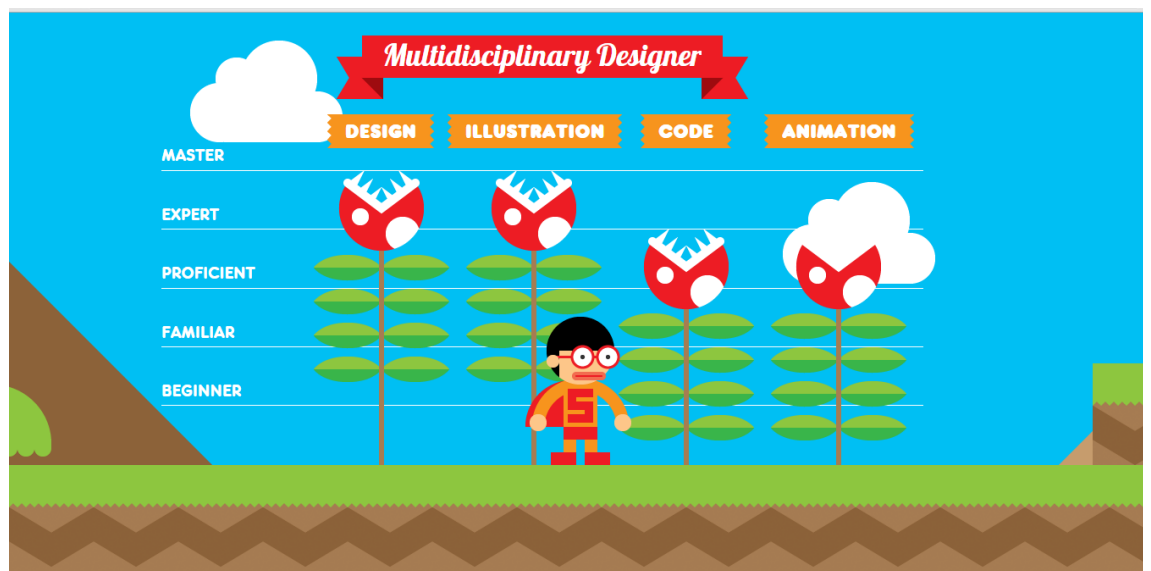 Multidisciplinary Designer
DESIGN ILLUSTRATION CODE ANIMATION
MASTER
EXPERT
PROFICIENT
FAMILIAR
BEGINNER
S